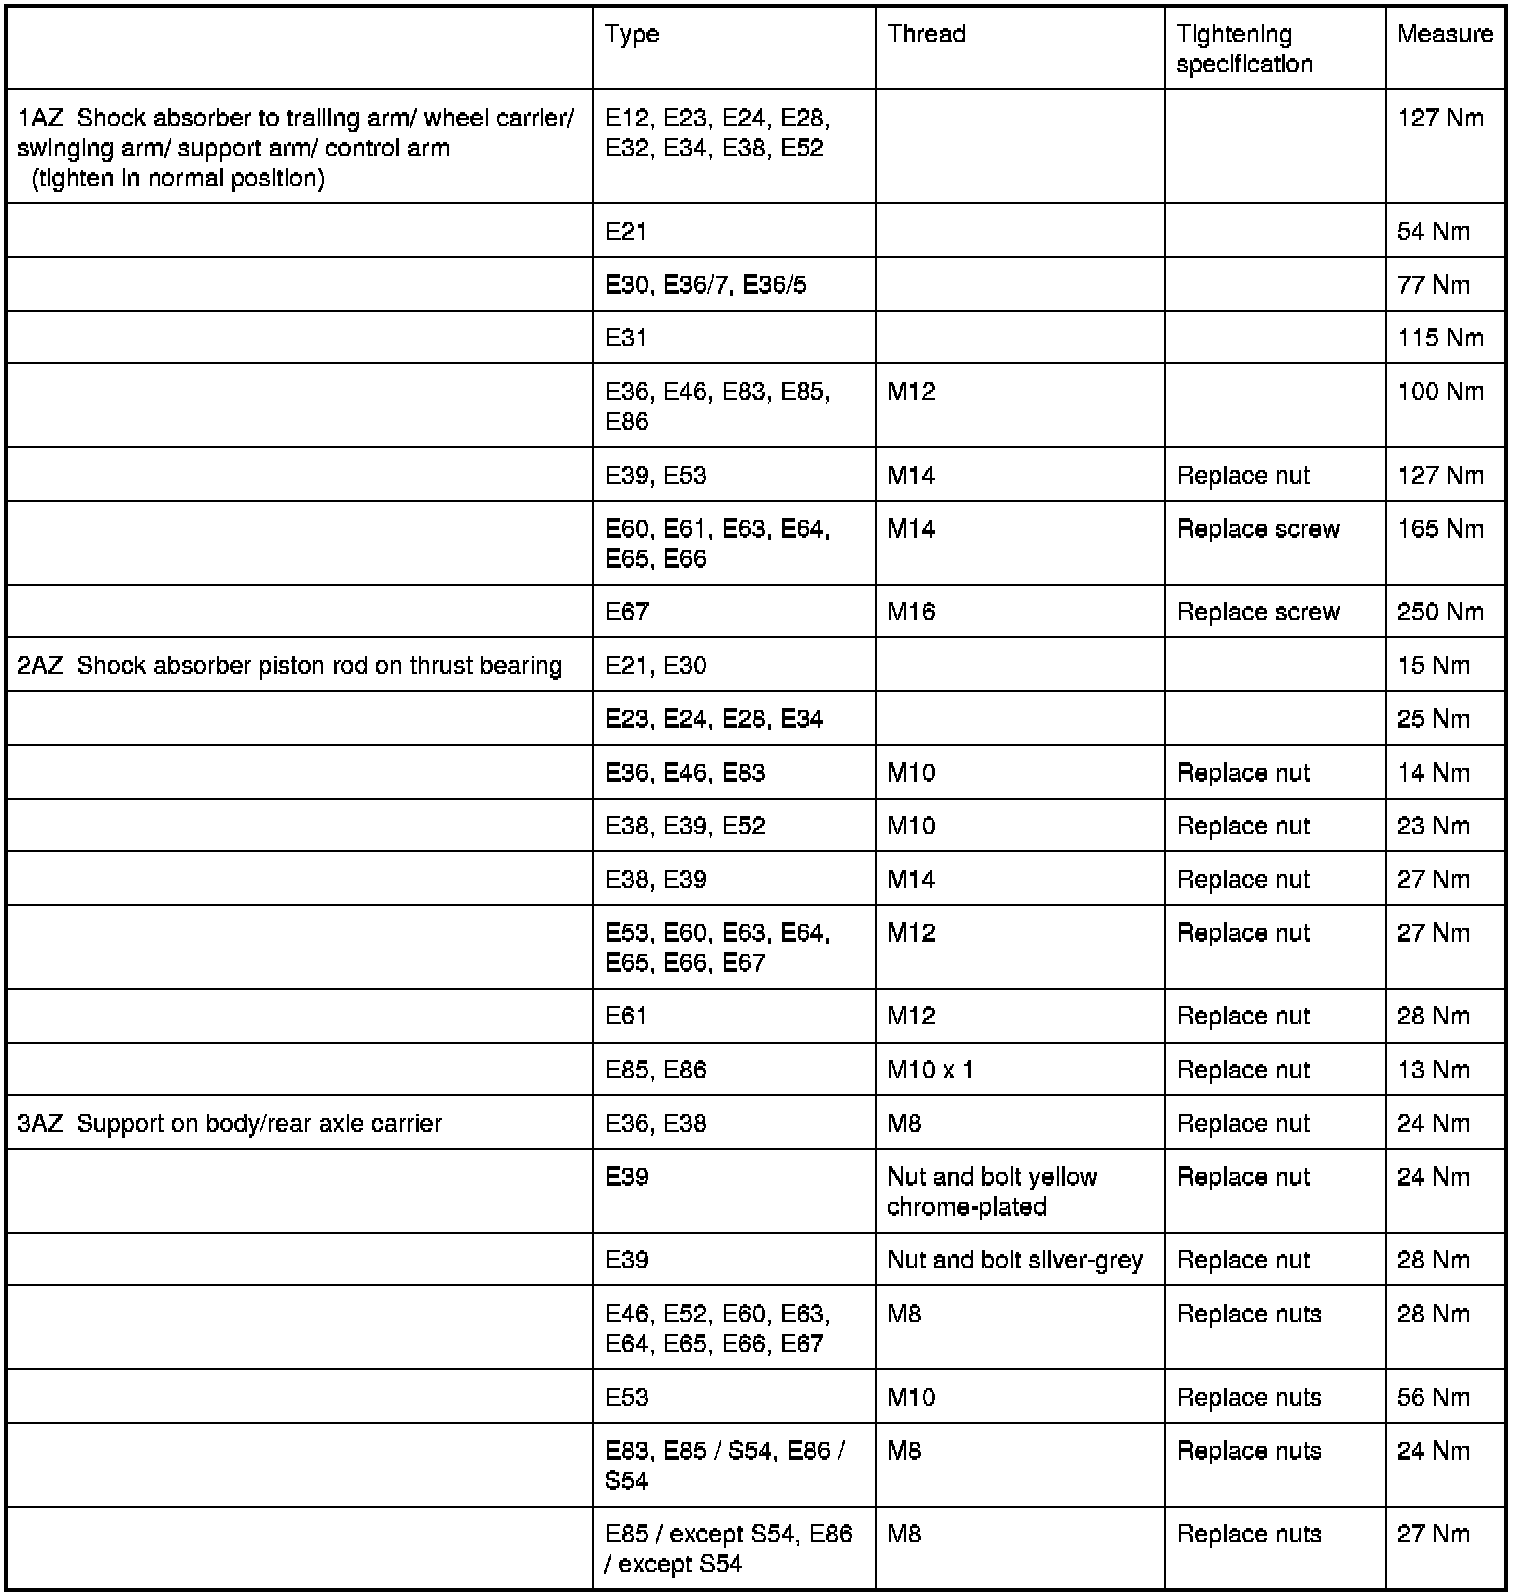 Type Thread Tightening Measure
specification
1AZ Shock absorber to trailing arm/ wheel carrier/ E12, E23, E24, E28, 127 Nm
swinging arm/ support arm/ control arm E32, E34, E38, E52
(tighten in normal position)
E21 54 Nm
E30, E36/7, E36/5 77 Nm
E31 115 Nm
E36, E46, E83, E85, M12 100 Nm
E86
E39, E53 M14 Replace nut 127 Nm
E60, E61, E63, E64, M14 Replace screw 165 Nm
E65, E66
E67 M16 Replace screw 250 Nm
2AZ Shock absorber piston rod on thrust bearing E21, E30 15 Nm
E23, E24, E28, E34 25 Nm
E36, E46, E83 M10 Replace nut 14 Nm
E38, E39, E52 M10 Replace nut 23 Nm
E38, E39 M14 Replace nut 27 Nm
E53, E60, E63, E64, M12 Replace nut 27 Nm
E65, E66, E67
E61 M12 Replace nut 28 Nm
E85, E86 M10 x 1 Replace nut 13 Nm
3AZ Support on body/rear axle carrier E36, E38 M8 Replace nut 24 Nm
E39 Nut and bolt yellow Replace nut 24 Nm
chrome-plated
E39 Nut and bolt silver-grey Replace nut 28 Nm
E46, E52, E60, E63, M8 Replace nuts 28 Nm
E64, E65, E66, E67
E53 M10 Replace nuts 56 Nm
E83, E85 / S54, E86 / M8 Replace nuts 24 Nm
S54
E85 / except S54, E86 M8 Replace nuts 27 Nm
/ except S54